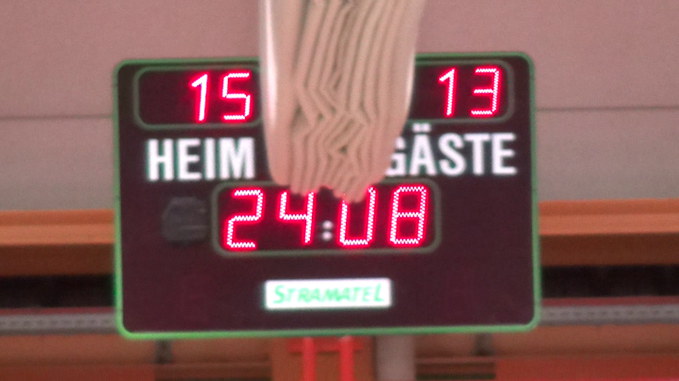 15 13
HEIM GÄSTE
24:08
STRAMATEL